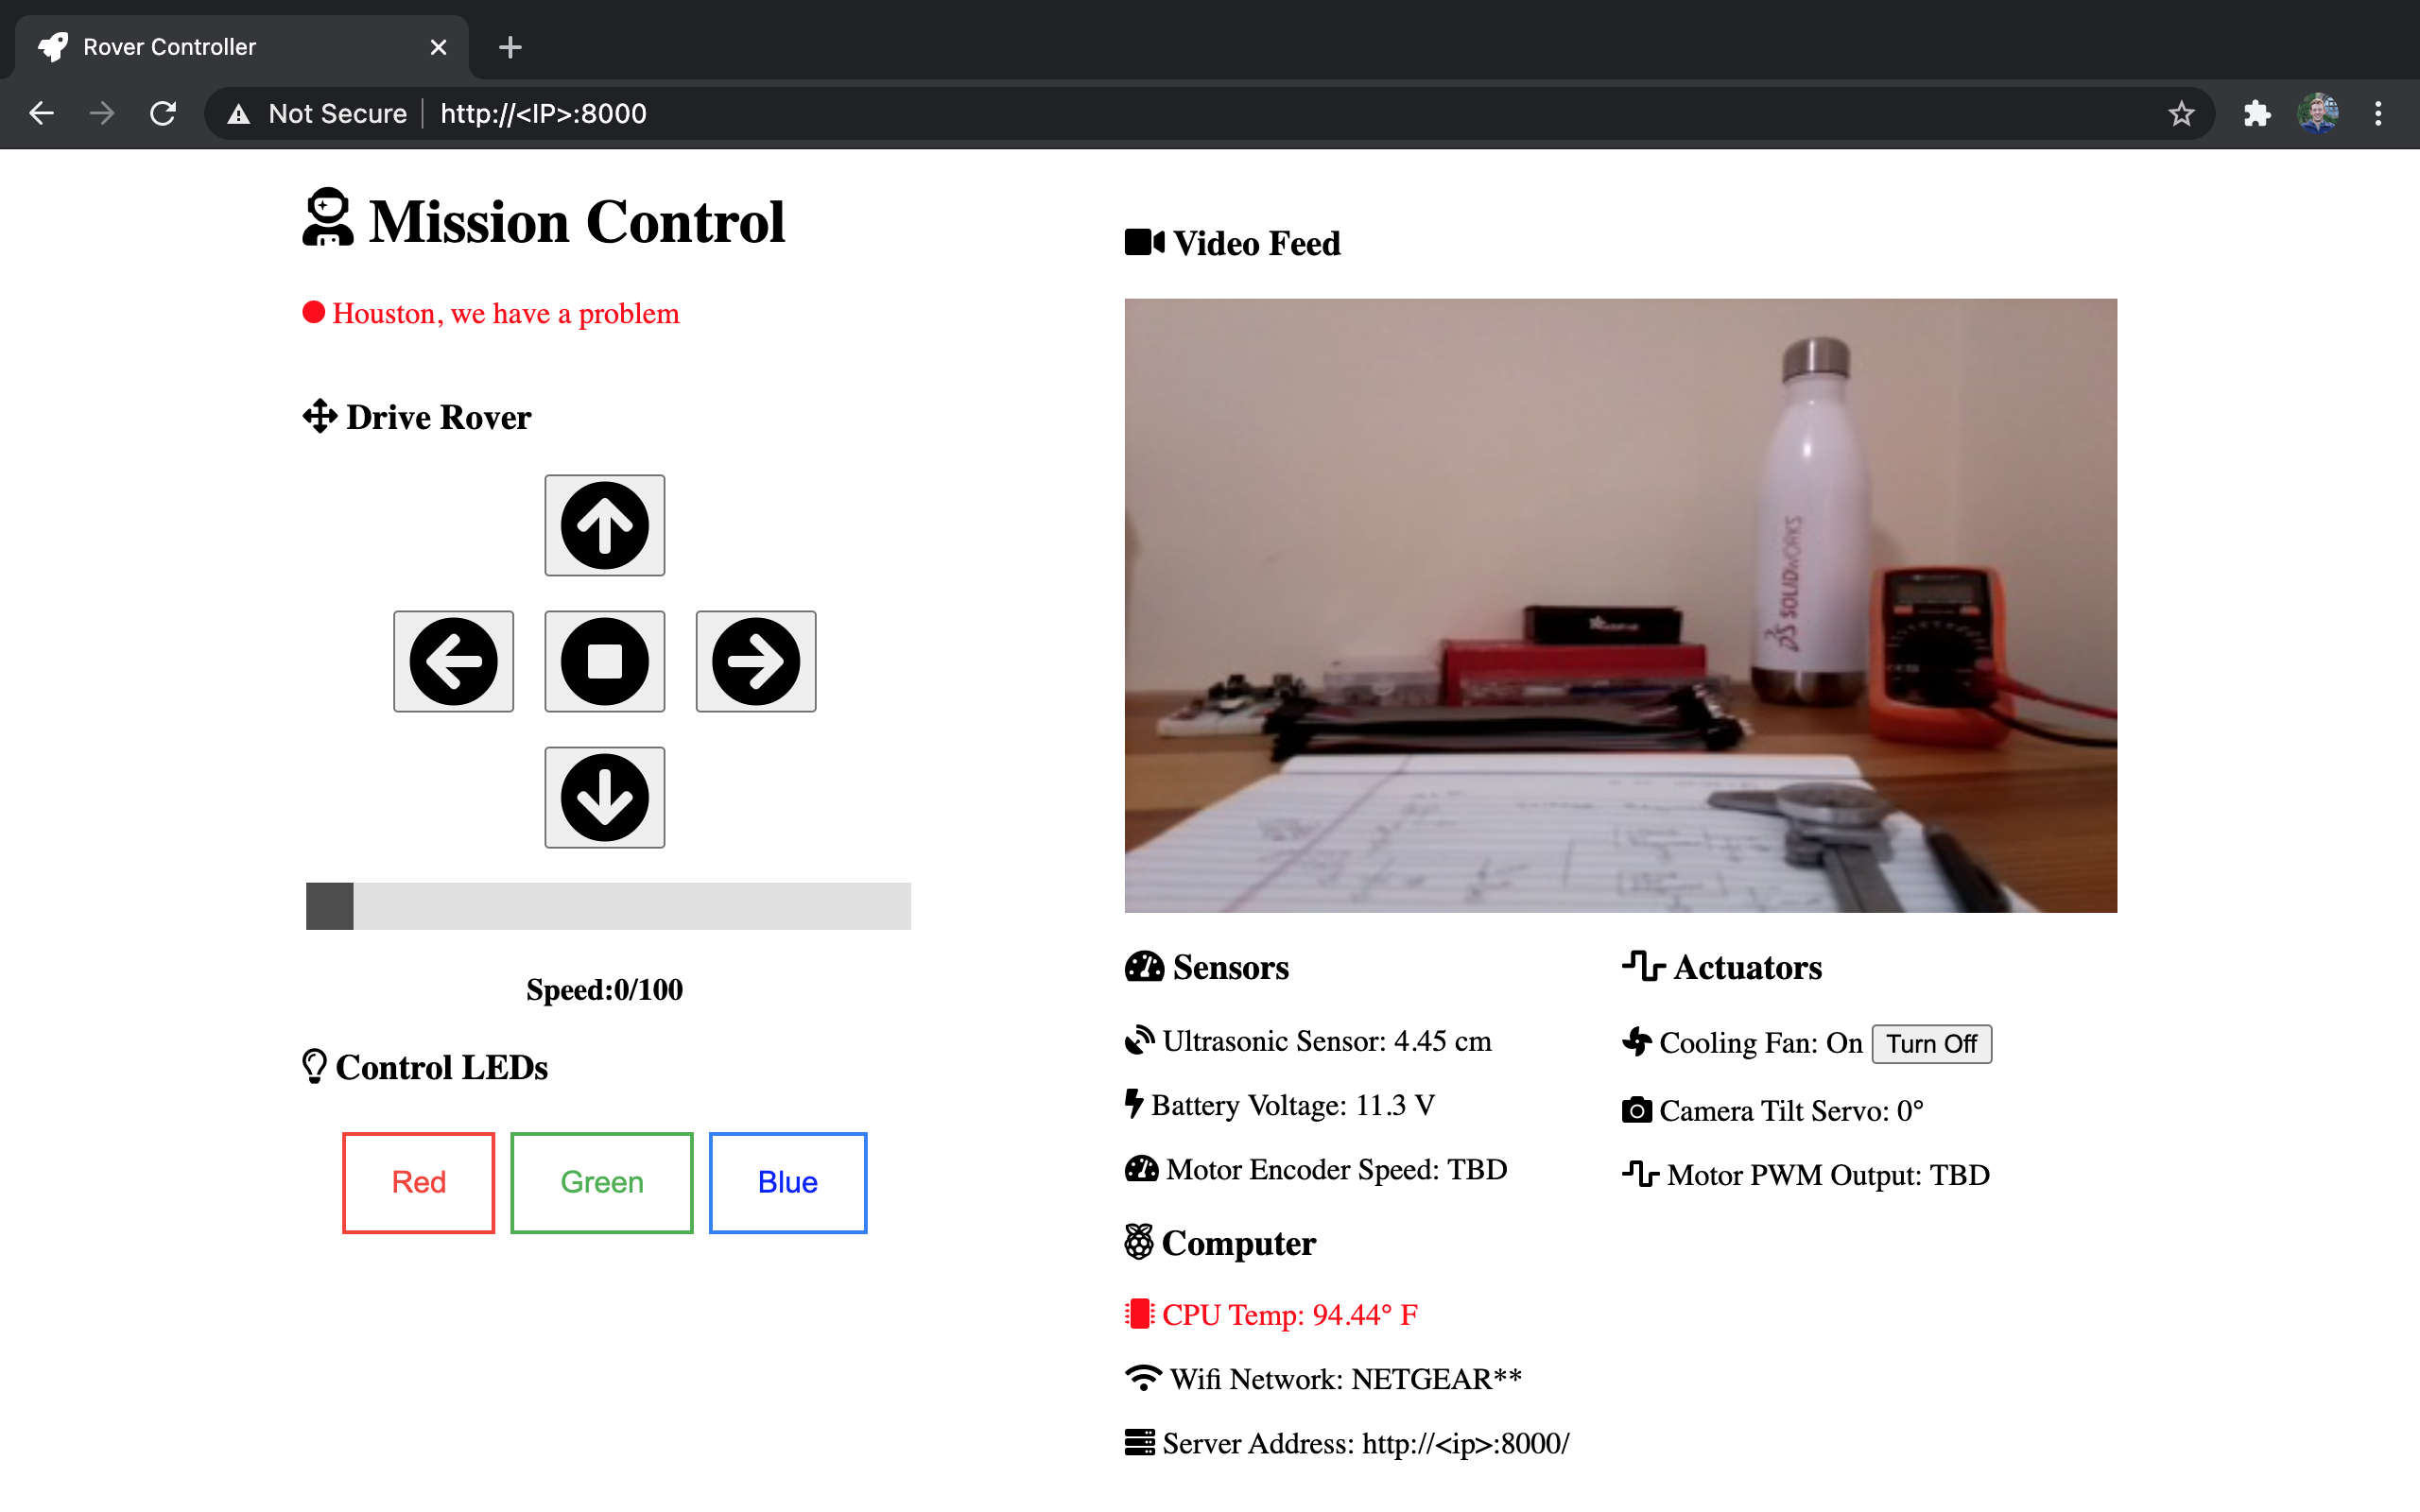 Rover Controller
Not Secure
http://<IP>:8000
Mission Control
Houston, we have a problem
Drive Rover
Speed:0/100
Control LEDs
Red
Green
Blue
Video Feed
SOLIDWORKS
Sensors
Ultrasonic Sensor: 4.45 cm
Battery Voltage: 11.3 V
Motor Encoder Speed: TBD
Actuators
Cooling Fan: On
Turn Off
Camera Tilt Servo: 0°
Motor PWM Output: TBD
Computer
CPU Temp: 94.44° F
Wifi Network: NETGEAR**
Server Address: http://<ip>:8000/